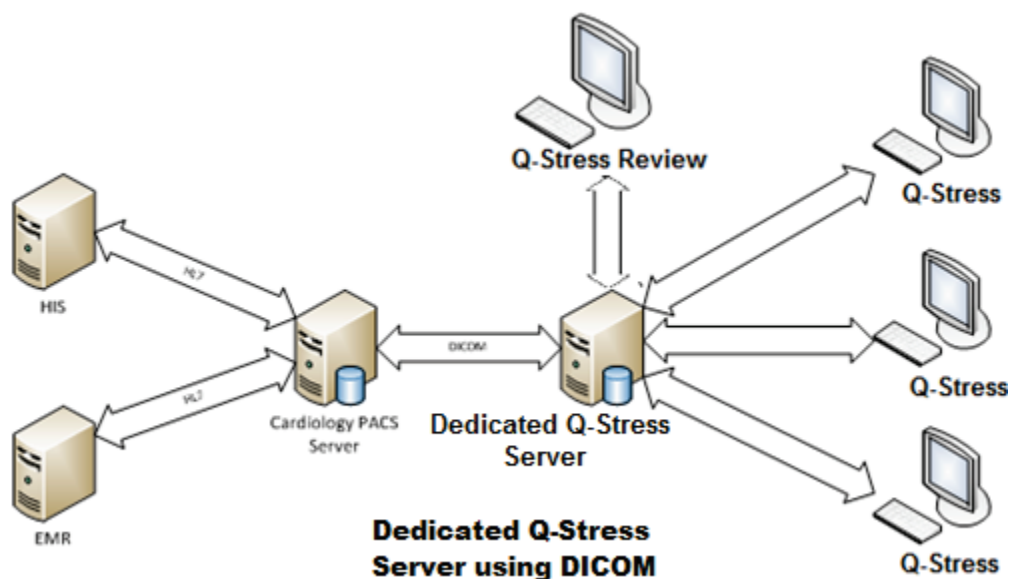 Q-Stress Review
Q-Stress
HIS
HL7
DICOM
Q-Stress
HL7
Cardiology PACS
Server
Dedicated Q-Stress
Server
EMR
Dedicated Q-Stress
Server using DICOM
Q-Stress